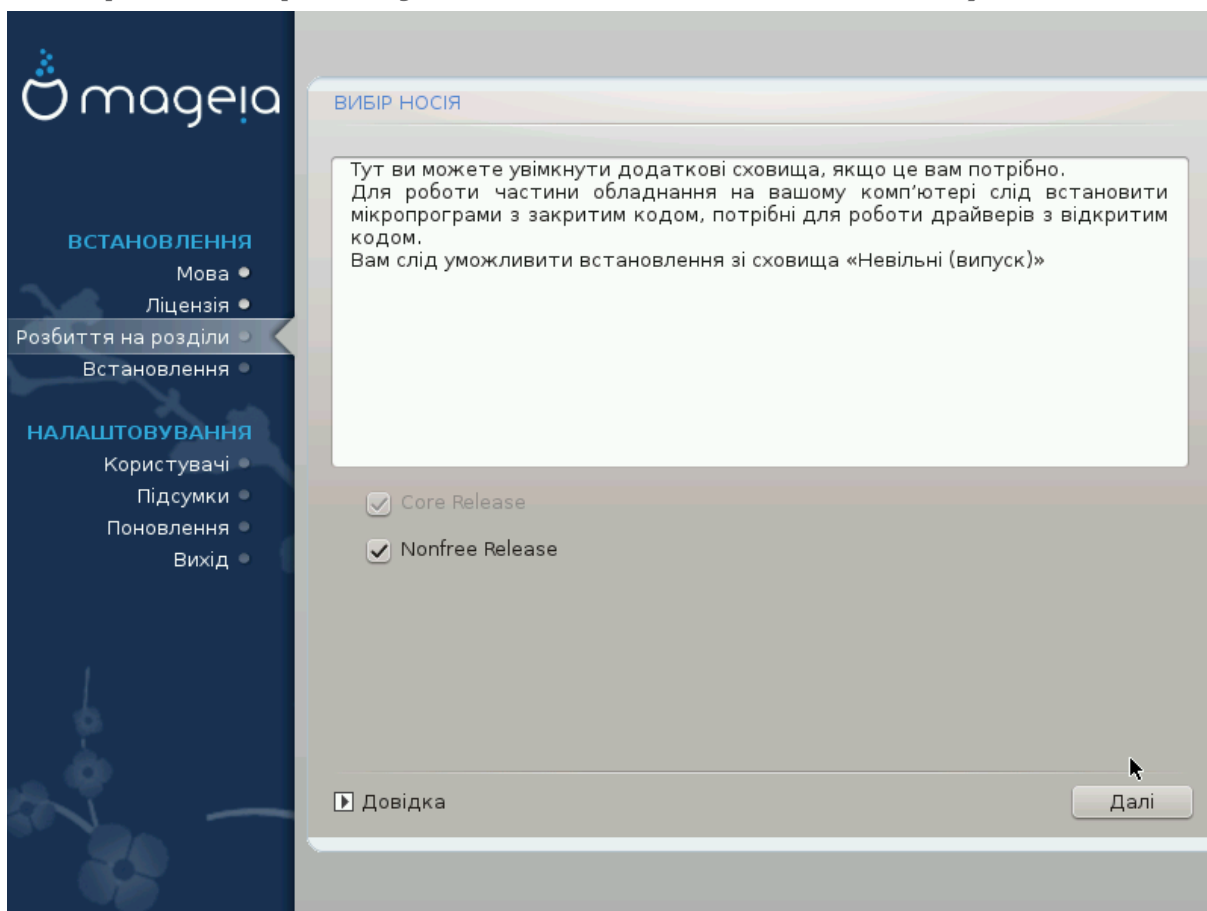 mageia
ВСТАНОВЛЕННЯ
Мова
Ліцензія
Розбиття на розділи
Встановлення
НАЛАШТОВУВАННЯ
Користувачі
Підсумки
Поновлення
Вихід
ВИБІР НОСІЯ
Тут ви можете увімкнути додаткові сховища, якщо це вам потрібно.
Для роботи частини обладнання на вашому комп’ютері слід встановити
мікропрограми з закритим кодом, потрібні для роботи драйверів з відкритим
кодом.
Вам слід уможливити встановлення зі сховища «Невільні (випуск)»
Core Release
Nonfree Release
Довідка
Далі